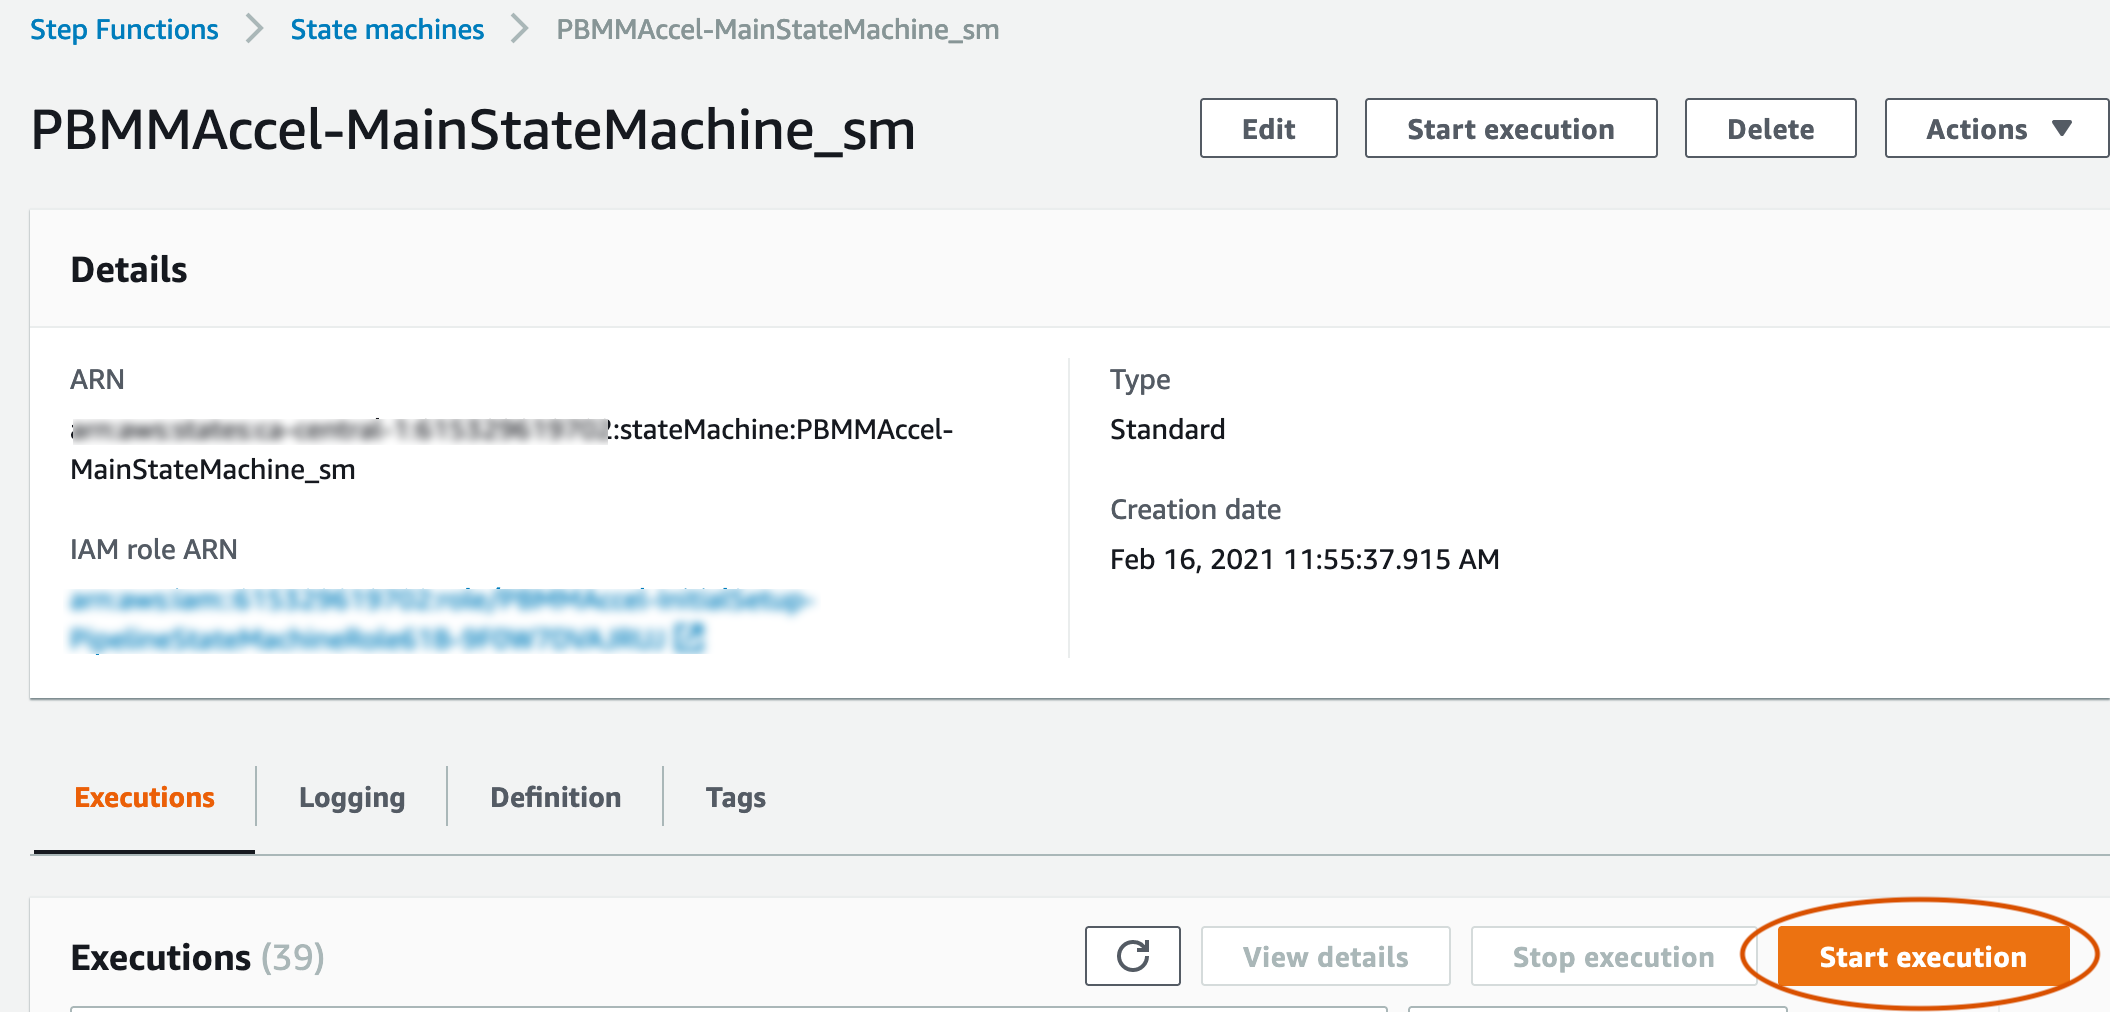 Step Functions > State machines > PBMMAccel-MainStateMachine_sm
PBMMAccel-MainStateMachine_sm
Edit
Start execution
Delete
Actions
Details
ARN
:stateMachine:PBMMAccel-
MainStateMachine_sm
IAM role ARN
Type
Standard
Creation date
Feb 16, 2021 11:55:37.915 AM
Executions
Logging
Definition
Tags
Executions (39)
View details
Stop execution
Start execution